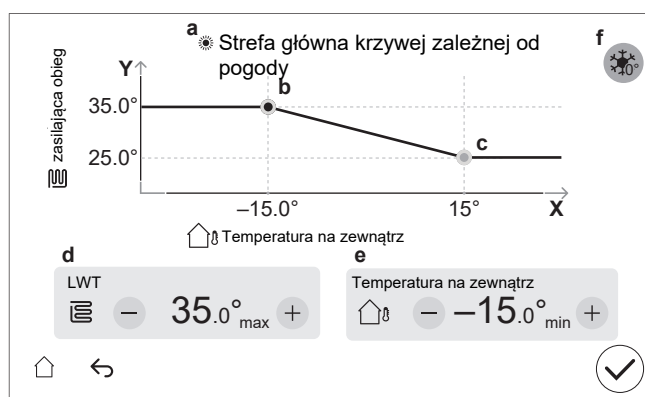 a
Strefa główna krzywej zależnej od
pogody
f
0°
Y
zasilająca obieg
b
35.0°
c
25.0°
–15.0°
15°
X
Temperatura na zewnątrz
d
e
LWT
– 35.0° max +
Temperatura na zewnątrz
– –15.0° min +